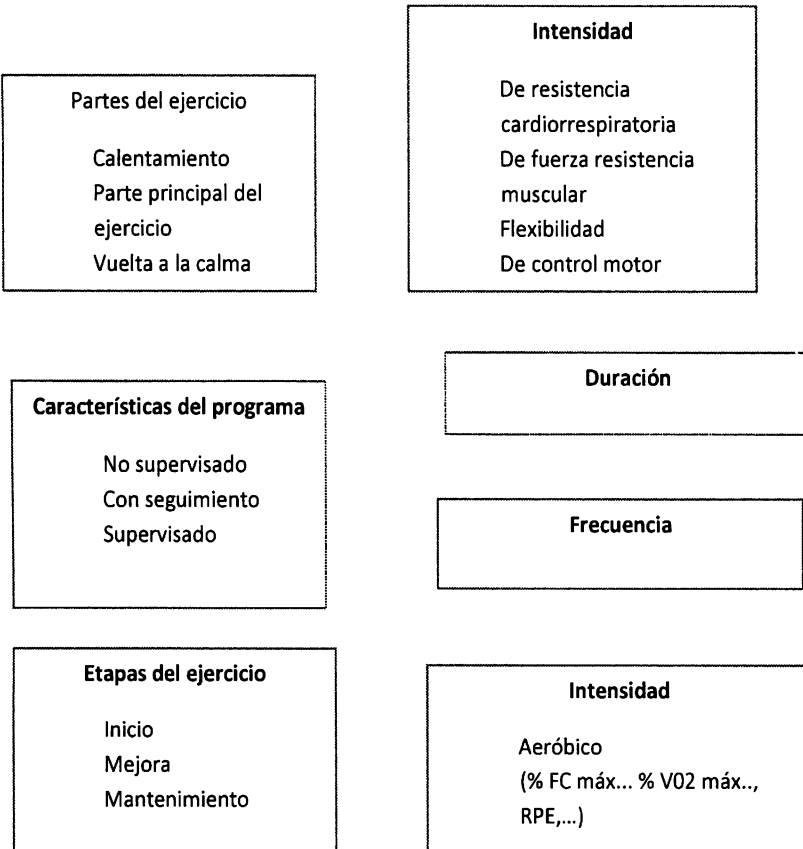 Partes del ejercicio
Calentamiento
Parte principal del
ejercicio
Vuelta a la calma
Intensidad
De resistencia
cardiorrespiratoria
De fuerza resistencia
muscular
Flexibilidad
De control motor
Características del programa
No supervisado
Con seguimiento
Supervisado
Duración
Frecuencia
Etapas del ejercicio
Inicio
Mejora
Mantenimiento
Intensidad
Aeróbico
(% FC máx... % V02 máx..,
RPE,...)